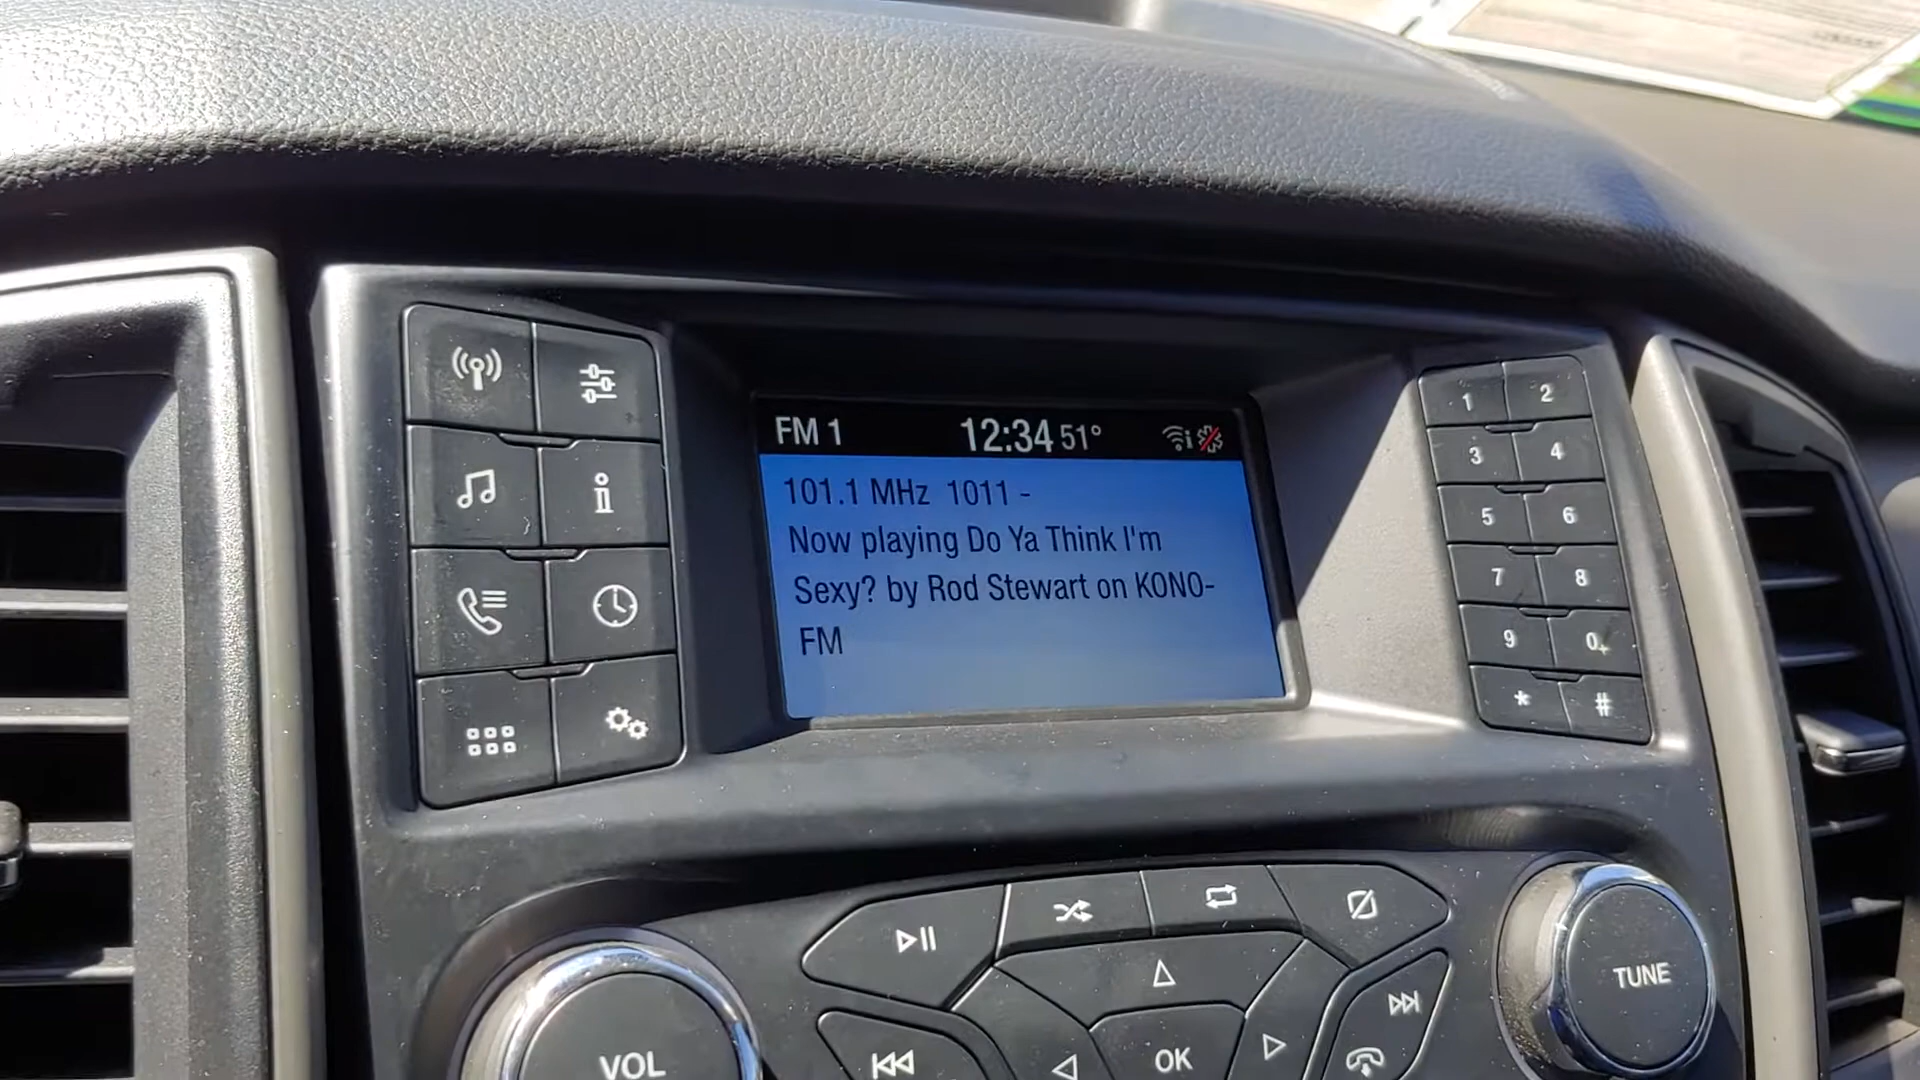 FM 1 12:34 51°
101.1 MHz 1011 -
Now playing Do Ya Think I'm
Sexy? by Rod Stewart on KONO-
FM
1 2
3 4
5 6
7 8
9 0+
* #
VOL
OK
TUNE